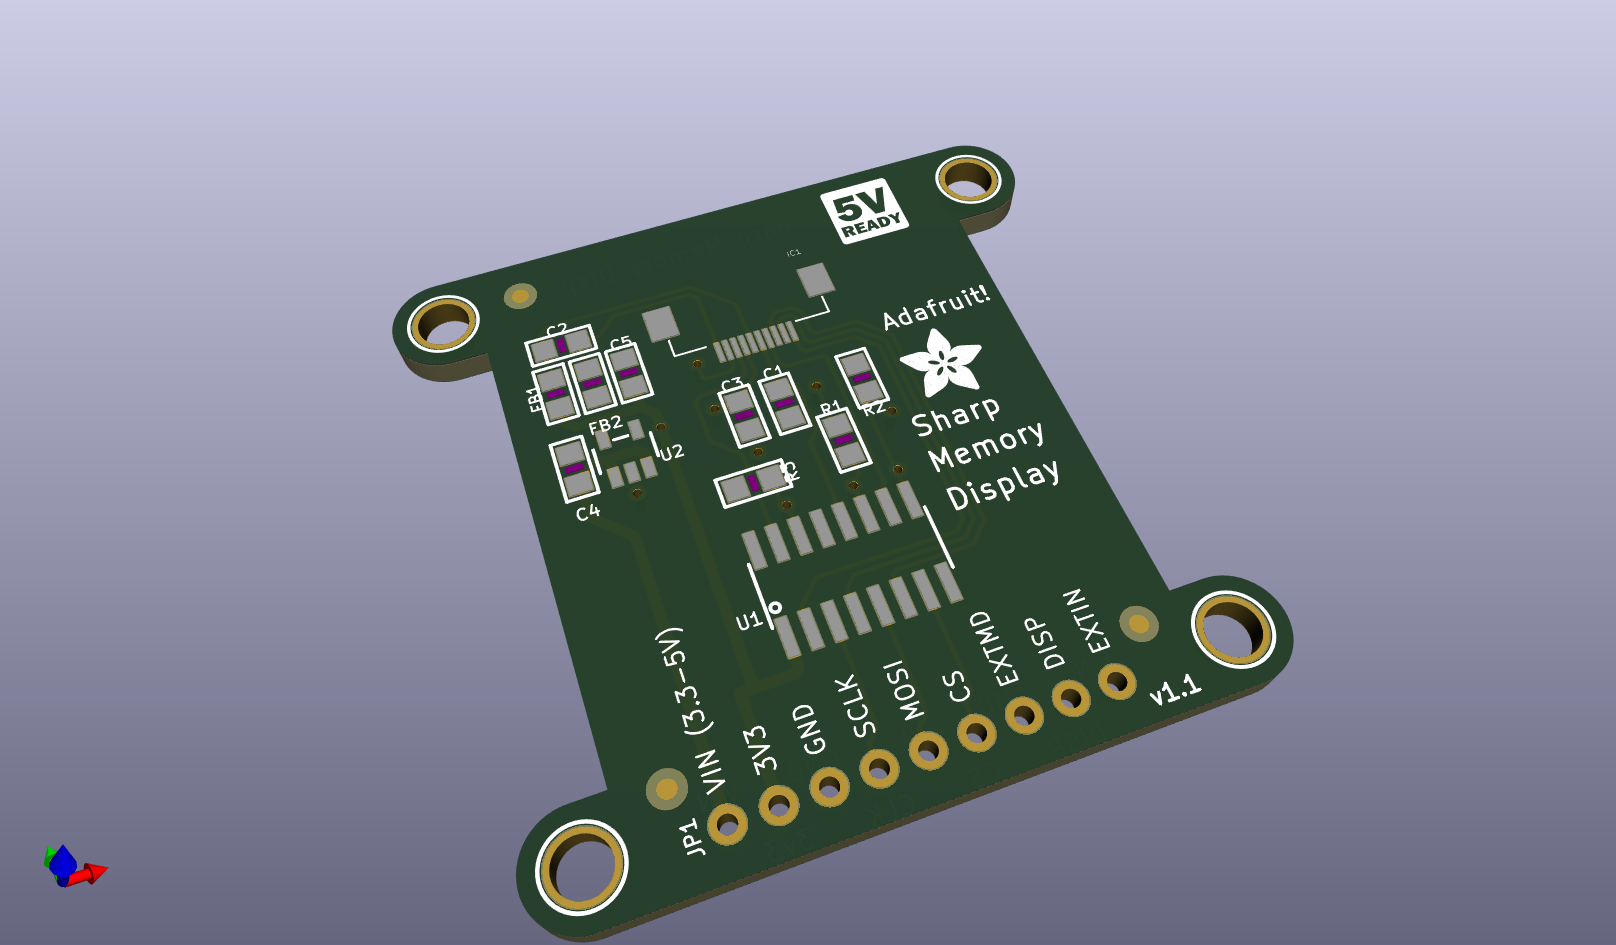 5V
READY
IC1
Adafruit!
C2
C5
FB1
C3
C1
R1
R2
FB2
U2
Sharp
Memory
Display
C4
U1
VIN (3.3-5V)
3V3
GND
SCLK
MOSI
CS
EXTMD
DISP
EXTIN
JP1
v1.1